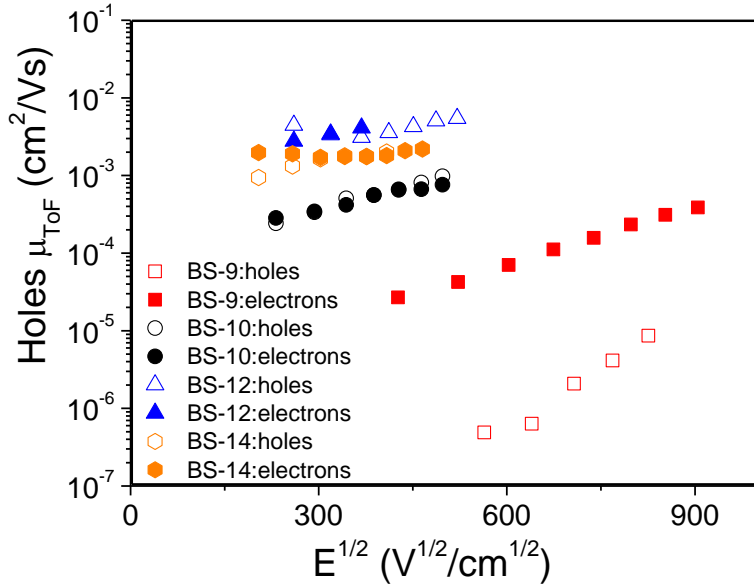 10⁻¹
10⁻²
10⁻³
10⁻⁴
10⁻⁵
10⁻⁶
10⁻⁷
Holes μ_ToF (cm²/Vs)
BS-9:holes
BS-9:electrons
BS-10:holes
BS-10:electrons
BS-12:holes
BS-12:electrons
BS-14:holes
BS-14:electrons
0 300 600 900
E^1/2 (V^1/2/cm^1/2)